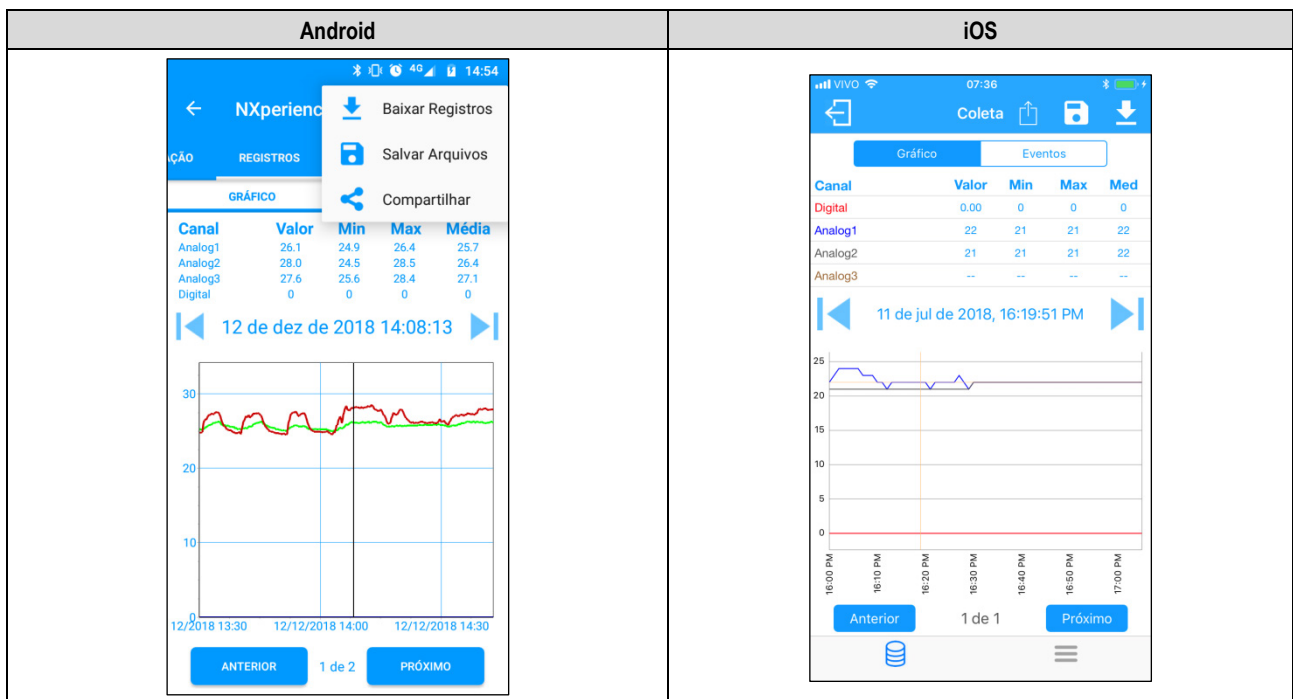 Android
iOS
4G 14:54
NXperienc
Baixar Registros
Salvar Arquivos
Compartilhar
AÇÃO REGISTROS
GRÁFICO
Canal Valor Min Max Média
Analog1 26.1 24.9 26.4 25.7
Analog2 28.0 24.5 28.5 26.4
Analog3 27.6 25.6 28.4 27.1
Digital 0 0 0 0
12 de dez de 2018 14:08:13
30
20
10
0
12/2018 13:30 12/12/2018 14:00 12/12/2018 14:30
ANTERIOR 1 de 2 PRÓXIMO
VIVO 07:36
Coleta
Gráfico Eventos
Canal Valor Min Max Med
Digital 0.00 0 0 0
Analog1 22 21 21 22
Analog2 21 21 21 22
Analog3 -- -- -- --
11 de jul de 2018, 16:19:51 PM
25
20
15
10
5
0
16:00 PM 16:10 PM 16:20 PM 16:30 PM 16:40 PM 16:50 PM 17:00 PM
Anterior 1 de 1 Próximo